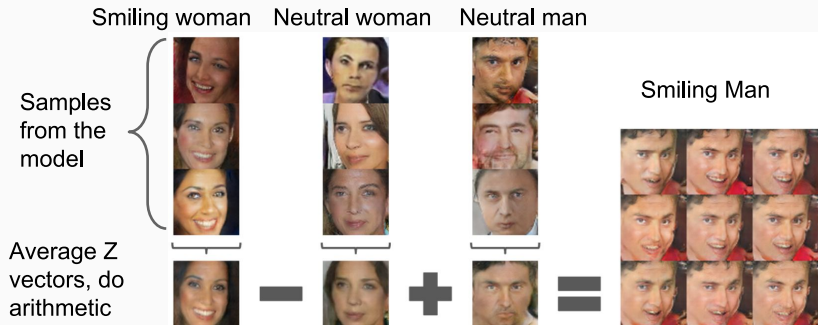 Smiling woman
Neutral woman
Neutral man
Samples
from the
model
Smiling Man
Average Z
vectors, do
arithmetic